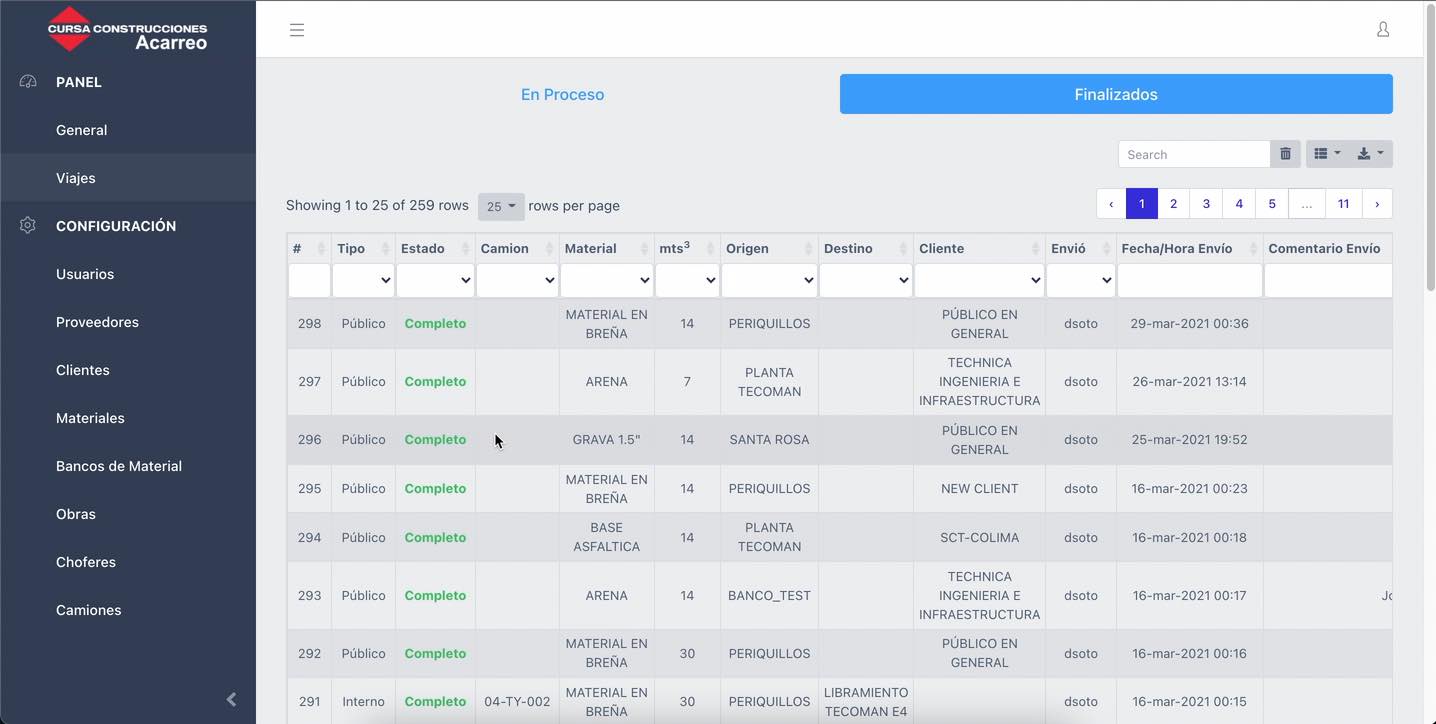 CURSA CONSTRUCCIONES
Acarreo
PANEL
General
Viajes
CONFIGURACIÓN
Usuarios
Proveedores
Clientes
Materiales
Bancos de Material
Obras
Choferes
Camiones
En Proceso
Finalizados
Search
Showing 1 to 25 of 259 rows 25 rows per page
‹ 1 2 3 4 5 ... 11 ›
# Tipo Estado Camion Material mts³ Origen Destino Cliente Envió Fecha/Hora Envío Comentario Envío
298 Público Completo MATERIAL EN BREÑA 14 PERIQUILLOS PÚBLICO EN GENERAL dsoto 29-mar-2021 00:36
297 Público Completo ARENA 7 PLANTA TECOMAN TECHNICA INGENIERIA E INFRAESTRUCTURA dsoto 26-mar-2021 13:14
296 Público Completo GRAVA 1.5" 14 SANTA ROSA PÚBLICO EN GENERAL dsoto 25-mar-2021 19:52
295 Público Completo MATERIAL EN BREÑA 14 PERIQUILLOS NEW CLIENT dsoto 16-mar-2021 00:23
294 Público Completo BASE ASFALTICA 14 PLANTA TECOMAN SCT-COLIMA dsoto 16-mar-2021 00:18
293 Público Completo ARENA 14 BANCO_TEST TECHNICA INGENIERIA E INFRAESTRUCTURA dsoto 16-mar-2021 00:17
292 Público Completo MATERIAL EN BREÑA 30 PERIQUILLOS PÚBLICO EN GENERAL dsoto 16-mar-2021 00:16
291 Interno Completo 04-TY-002 MATERIAL EN BREÑA 30 PERIQUILLOS LIBRAMIENTO TECOMAN E4 dsoto 16-mar-2021 00:15